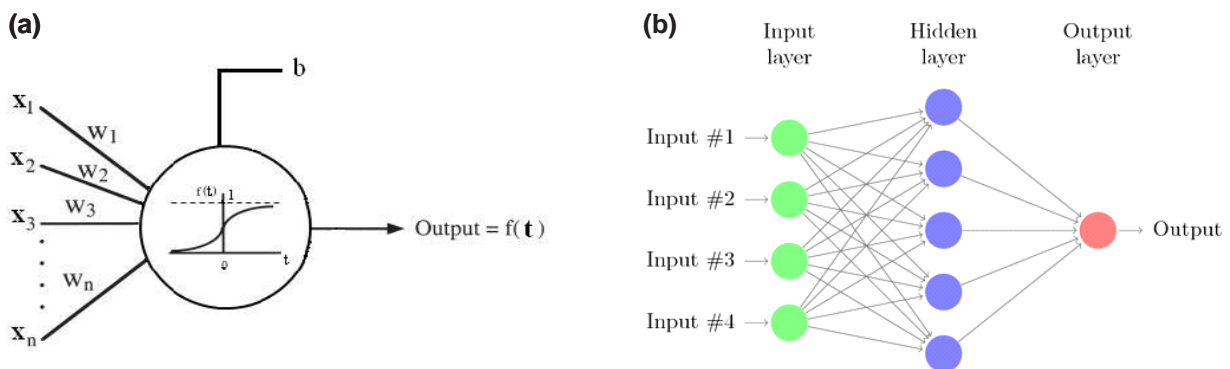 (a)
b
x1
w1
x2
w2
x3
w3
wn
xn
f(t) 1
0 t
Output = f(t)
(b)
Input layer
Hidden layer
Output layer
Input #1
Input #2
Input #3
Input #4
Output